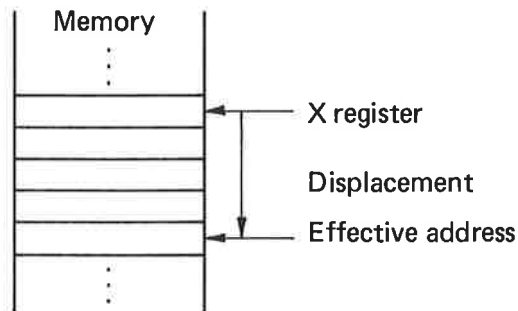 Memory
X register
Displacement
Effective address